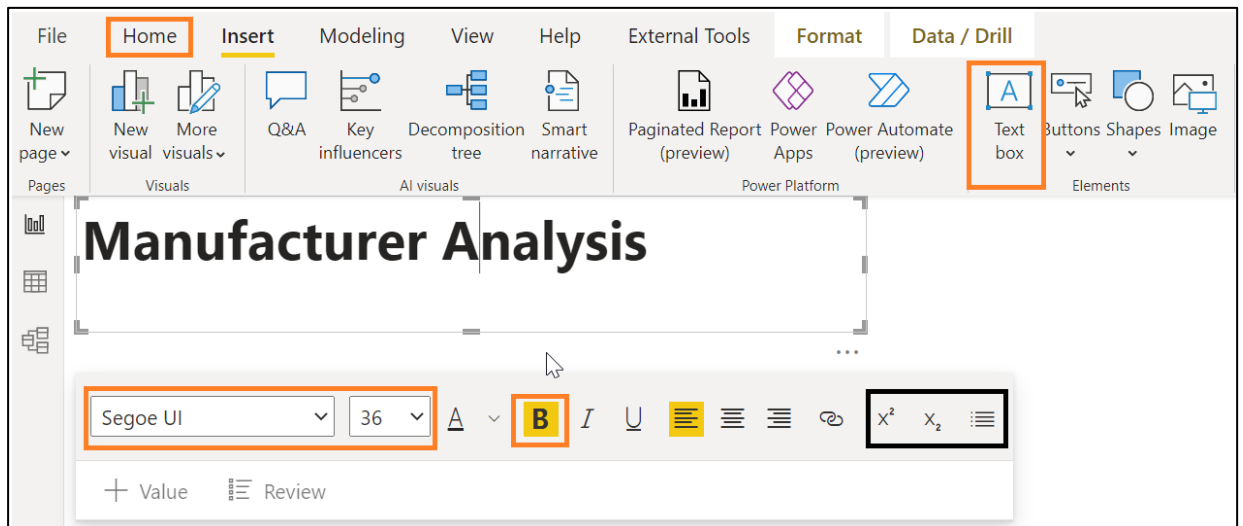 File Home Insert Modeling View Help External Tools Format Data / Drill
New page New visual More visuals Q&A Key influencers Decomposition tree Smart narrative Paginated Report (preview) Power Apps Power Automate (preview) A Text box Buttons Shapes Image
Pages Visuals AI visuals Power Platform Elements
Manufacturer Analysis
...
Segoe UI 36 A B I U x² X₂
+ Value Review